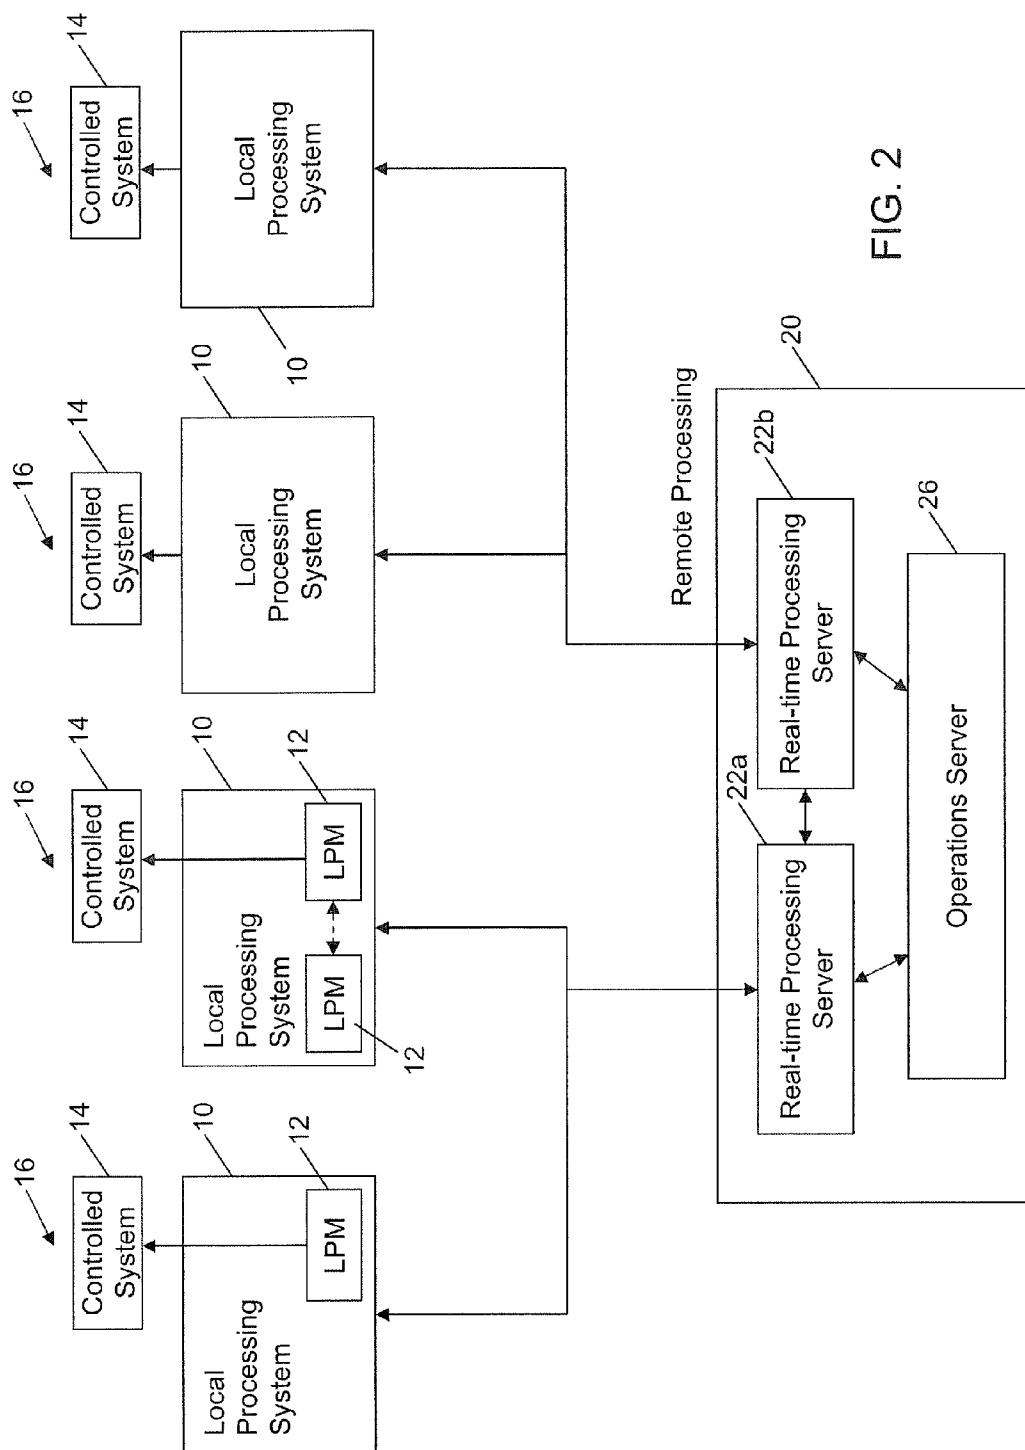 16
14
Controlled
System
10
Local
Processing
System
12
LPM
16
14
Controlled
System
10
Local
Processing
System
12
LPM
LPM
12
16
14
Controlled
System
10
Local
Processing
System
16
14
Controlled
System
10
Local
Processing
System
Remote Processing
20
22a
Real-time Processing
Server
22b
Real-time Processing
Server
26
Operations Server
FIG. 2